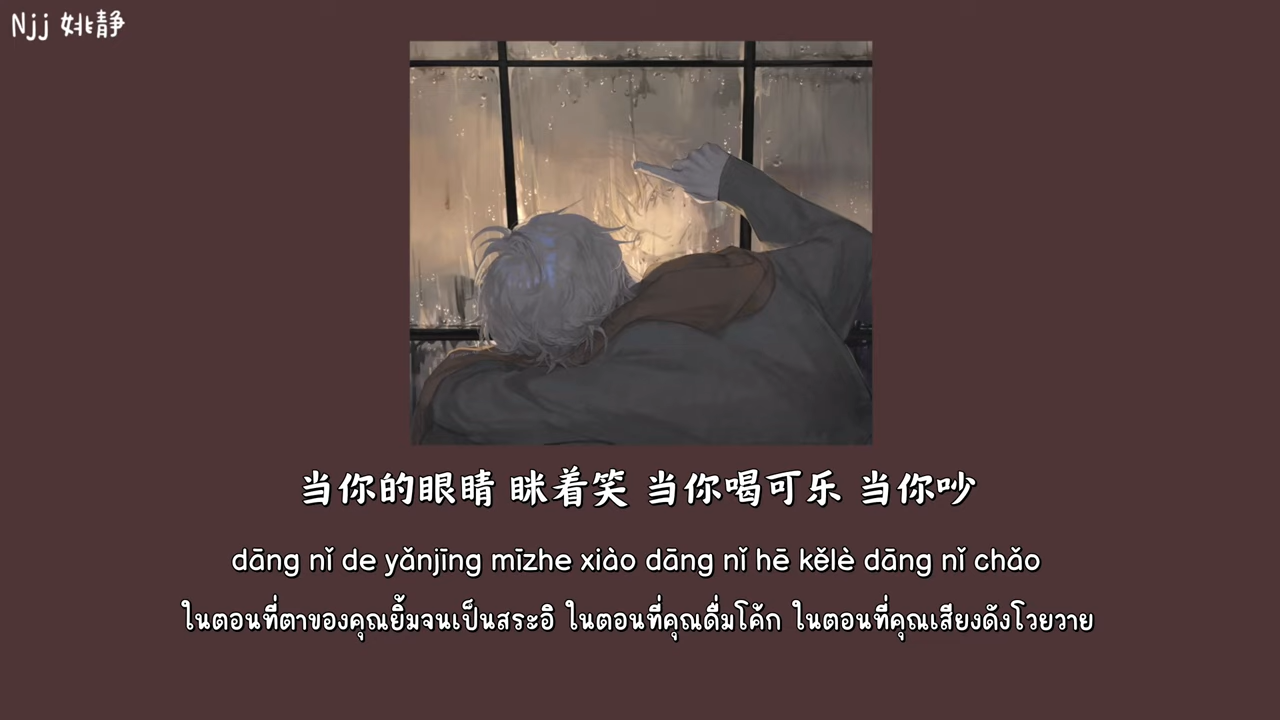 Njj 姚静
当你的眼睛 眯着笑 当你喝可乐 当你吵
dāng nǐ de yǎnjīng mīzhe xiào dāng nǐ hē kělè dāng nǐ chǎo
ในตอนที่ตาของคุณยิ้มจนเป็นสระอิ ในตอนที่คุณดื่มโค้ก ในตอนที่คุณเสียงดังโวยวาย